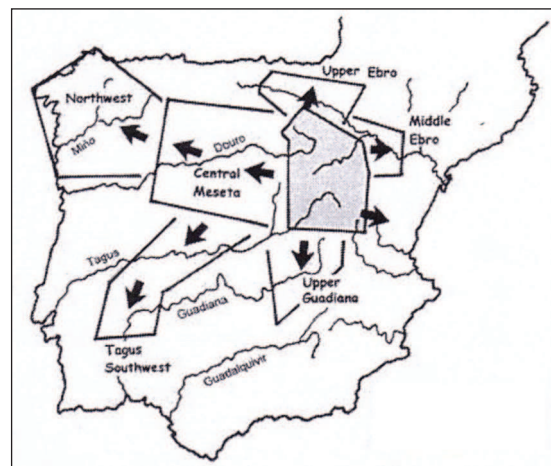 Upper Ebro
Northwest
Middle
Ebro
Miño
Douro
Central
Meseta
Tagus
Upper
Guadiana
Guadiana
Tagus
Southwest
Guadalquivir